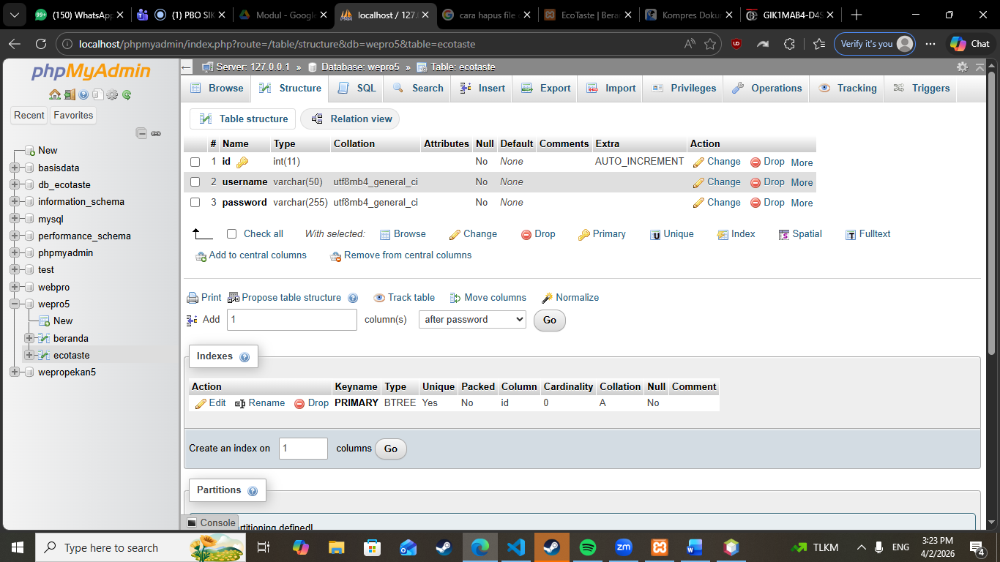 (150) WhatsApp
(1) PBO SIK
Modul - Google
localhost / 127.
cara hapus file
EcoTaste | Bera
Kompres Doku
GIK1MAB4-D4S
localhost/phpmyadmin/index.php?route=/table/structure&db=wepro5&table=ecotaste
Verify it's you
Chat
phpMyAdmin
Recent
Favorites
New
basisdata
db_ecotaste
information_schema
mysql
performance_schema
phpmyadmin
test
webpro
wepro5
New
beranda
ecotaste
wepropekan5
Server: 127.0.0.1 » Database: wepro5 » Table: ecotaste
Browse Structure SQL Search Insert Export Import Privileges Operations Tracking Triggers
Table structure Relation view
# Name Type Collation Attributes Null Default Comments Extra Action
1 id int(11) No None AUTO_INCREMENT Change Drop More
2 username varchar(50) utf8mb4_general_ci No None Change Drop More
3 password varchar(255) utf8mb4_general_ci No None Change Drop More
Check all With selected: Browse Change Drop Primary Unique Index Spatial Fulltext
Add to central columns Remove from central columns
Print Propose table structure Track table Move columns Normalize
Add 1 column(s) after password Go
Indexes
Action Keyname Type Unique Packed Column Cardinality Collation Null Comment
Edit Rename Drop PRIMARY BTREE Yes No id 0 A No
Create an index on 1 columns Go
Partitions
Console
rtitioning defined!
Type here to search
TLKM
ENG
3:23 PM
4/2/2026
4